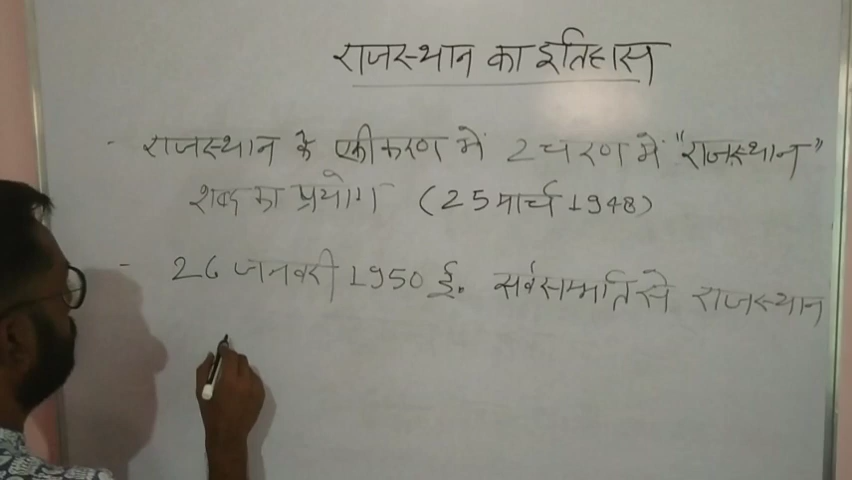 राजस्थान का इतिहास
- राजस्थान के एकीकरण में 2 चरण में "राजस्थान"
शब्द का प्रयोग (25 मार्च 1948)
- 26 जनवरी 1950 ई. सर्वसम्मति से राजस्थान